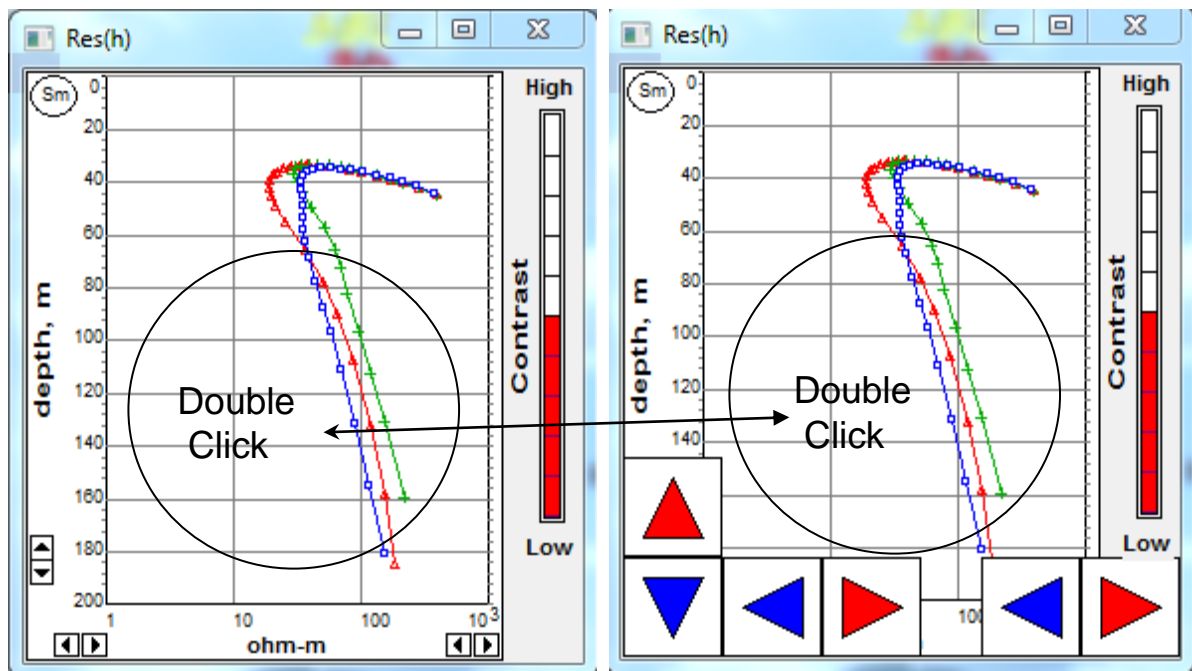 Res(h)
Sm
High
0
20
40
60
80
100
120
140
160
180
200
depth, m
Contrast
Double
Click
Low
1
10
100
10³
ohm-m
Res(h)
Sm
High
0
20
40
60
80
100
120
140
depth, m
Contrast
Double
Click
Low